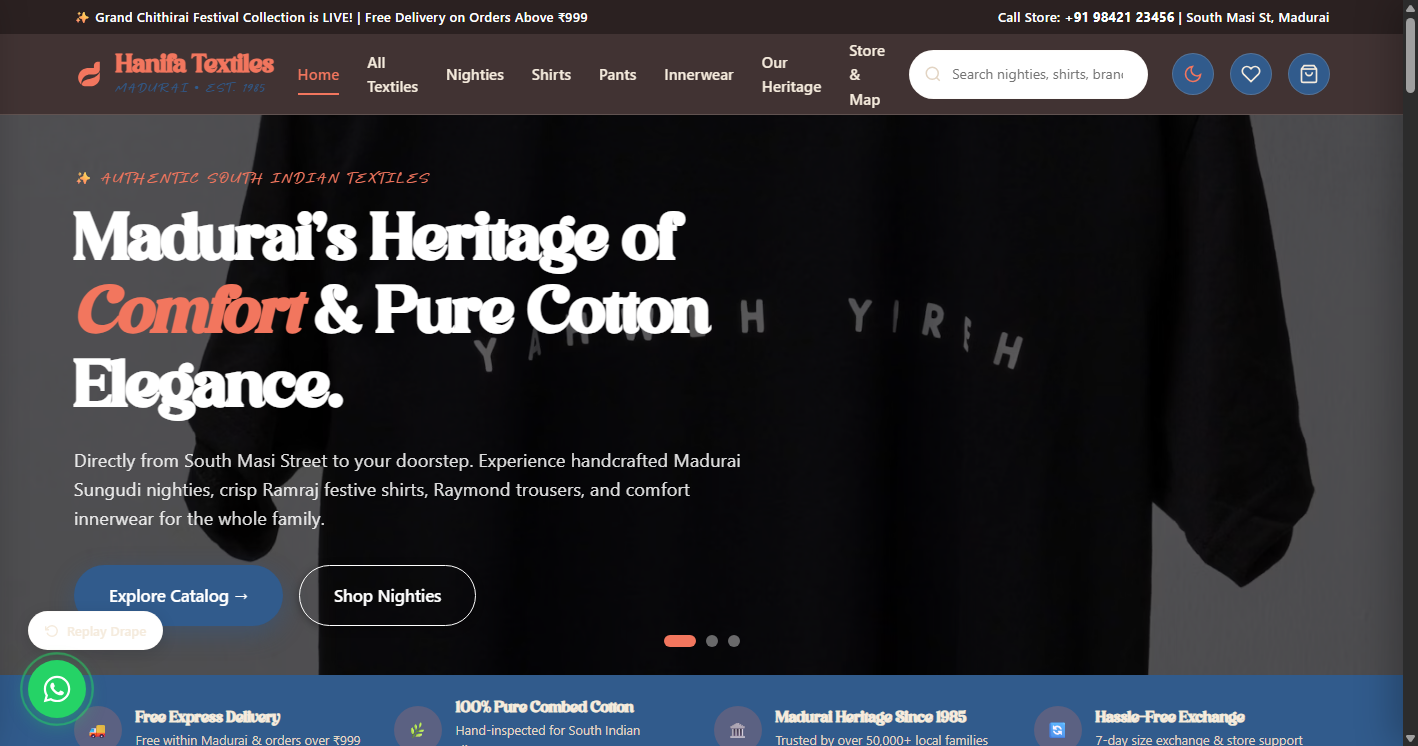 ✨ Grand Chithirai Festival Collection is LIVE! | Free Delivery on Orders Above ₹999
Call Store: +91 98421 23456 | South Masi St, Madurai
Hanifa Textiles
MADURAI • EST. 1985
Home
All Textiles
Nighties
Shirts
Pants
Innerwear
Our Heritage
Store & Map
Search nighties, shirts, bran
✨ AUTHENTIC SOUTH INDIAN TEXTILES
Madurai's Heritage of
Comfort & Pure Cotton
Elegance.
YAHWEH YIREH
Directly from South Masi Street to your doorstep. Experience handcrafted Madurai
Sungudi nighties, crisp Ramraj festive shirts, Raymond trousers, and comfort
innerwear for the whole family.
Explore Catalog →
Shop Nighties
Replay Drape
Free Express Delivery
Free within Madurai & orders over ₹999
100% Pure Combed Cotton
Hand-inspected for South Indian
Madurai Heritage Since 1985
Trusted by over 50,000+ local families
Hassle-Free Exchange
7-day size exchange & store support